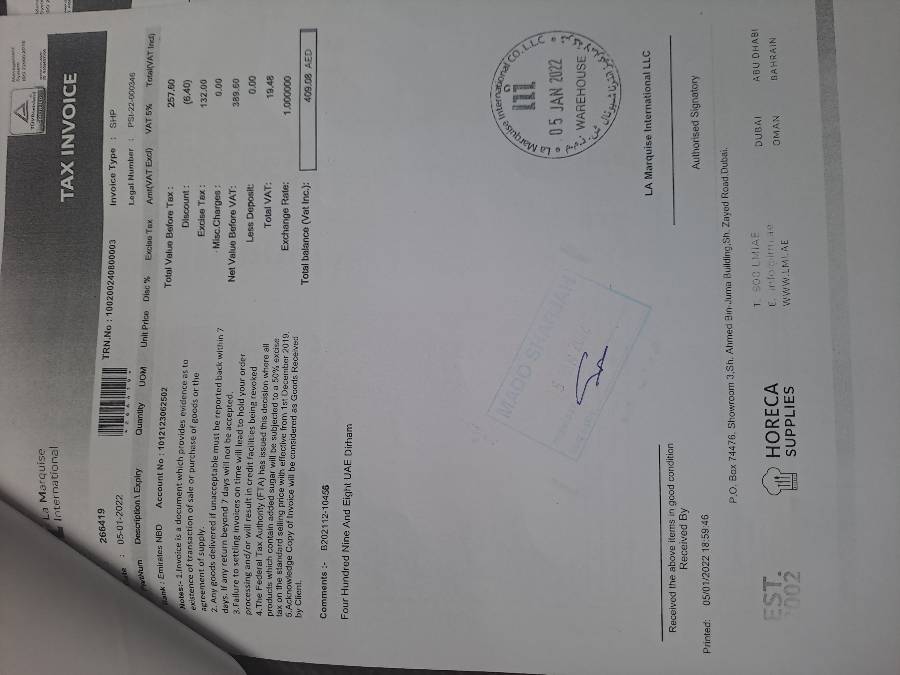 TAX INVOICE
La Marquise
International
266419
TRN.No : 100200240800003
Invoice Type : SHP
: 05-01-2022
Legal Number : PSI-22-000346
Description\ Expiry Quantity UOM Unit Price Disc % Excise Tax Amt(VAT Excl) VAT 5% Total(VAT Incl)
Bank : Emirates NBD Account No : 1012123062502
Notes:- 1.Invoice is a document which provides evidence as to
existence of transaction of sale or purchase of goods or the
agreement of supply.
2. Any goods delivered if unacceptable must be reported back within 7
days. If any return beyond 7 days will not be accepted.
3.Failure to settling invoices on time will lead to hold your order
processing and/or will result in credit facilities being revoked
4.The Federal Tax Authority (FTA) has issued this decision where all
products which contain added sugar will be subjected to a 50% excise
tax on the standard selling price with effective from 1st December 2019.
5.Acknowledge Copy of Invoice will be considered as Goods Received
by Client.
Total Value Before Tax : 257.60
Discount : (6.40)
Excise Tax : 132.00
Misc.Charges : 0.00
Net Value Before VAT: 389.60
Less Deposit: 0.00
Total VAT: 19.48
Exchange Rate: 1.000000
Total balance (Vat Inc.): 409.08 AED
Comments :- B202112-10456
Four Hundred Nine And Eight UAE Dirham
La Marquise International CO.L.L.C
05 JAN 2022
WAREHOUSE
LA Marquise International LLC
Authorised Signatory
Received the above items in good condition
Received By
Printed: 05/01/2022 18:59:46
P.O. Box 74476, Showroom 3,Sh. Ahmed Bin Juma Building,Sh. Zayed Road.Dubai.
EST.
2002
HORECA
SUPPLIES
T. 800 LMIAE
WWW.LMI.AE
DUBAI ABU DHABI
OMAN BAHRAIN